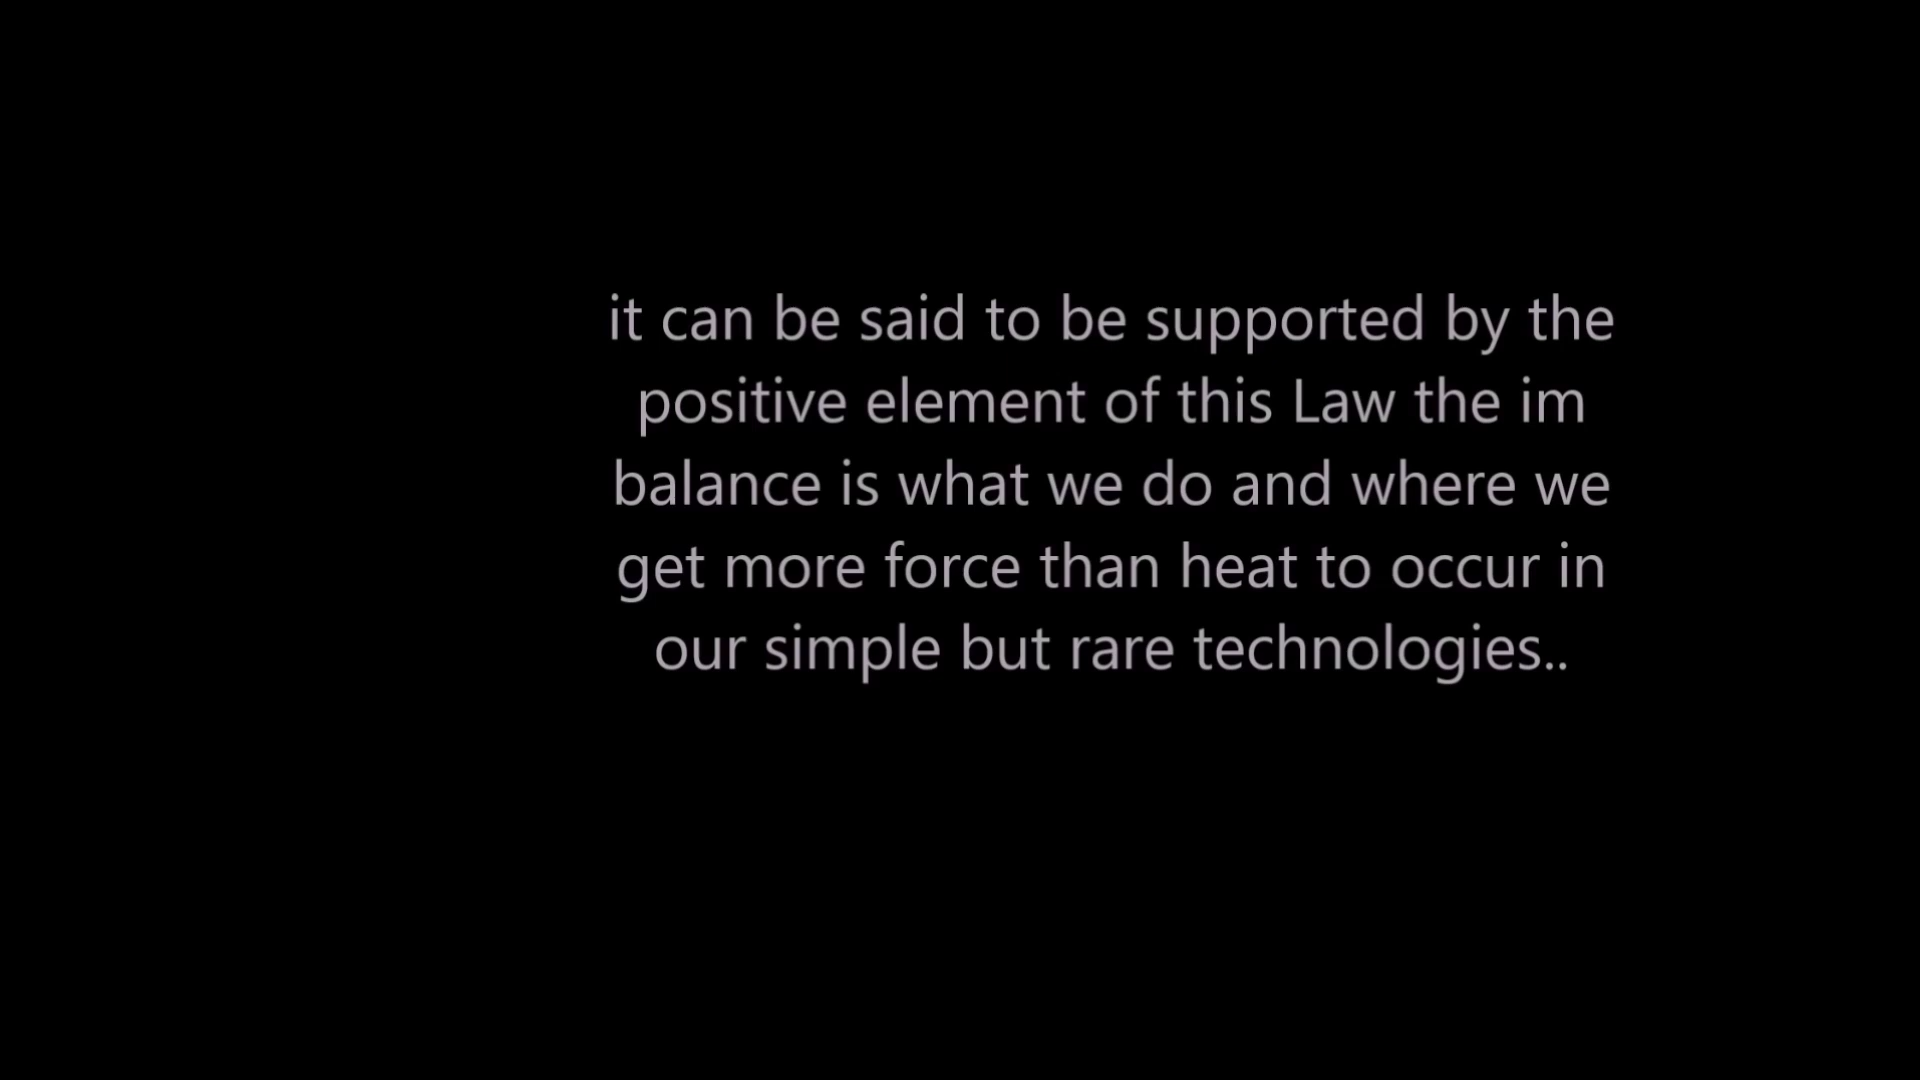 it can be said to be supported by the
positive element of this Law the im
balance is what we do and where we
get more force than heat to occur in
our simple but rare technologies..